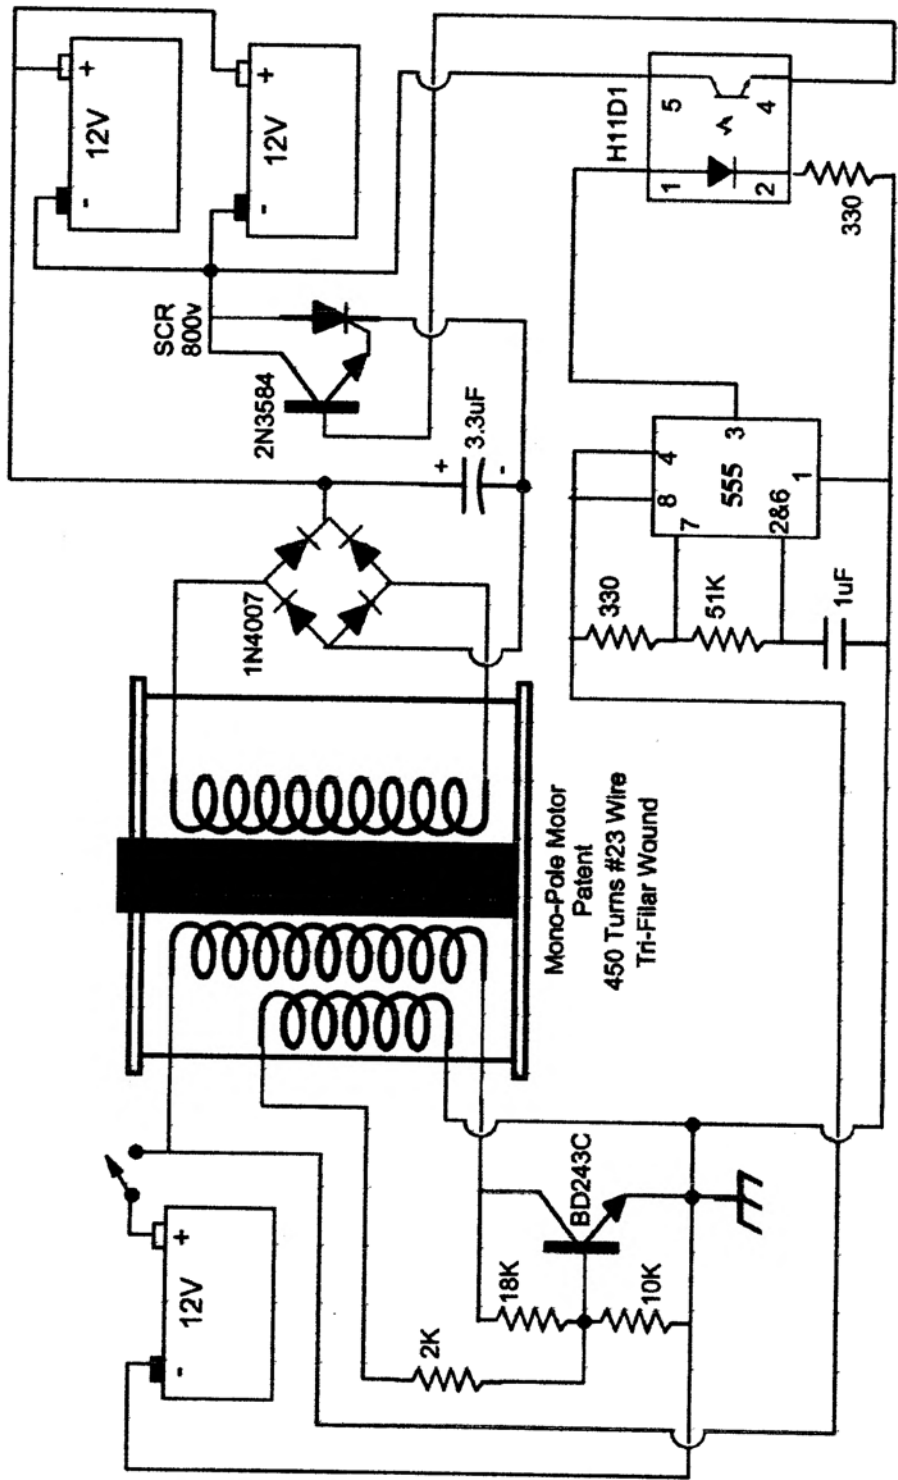 12V
- +
12V
- +
12V
- +
SCR
800v
1N4007
2N3584
2K
18K
BD243C
10K
+ 3.3uF
-
Mono-Pole Motor
Patent
450 Turns #23 Wire
Tri-Filar Wound
330
51K
1uF
7
8
4
555
2&6
3
1
H11D1
1
5
2
4
330